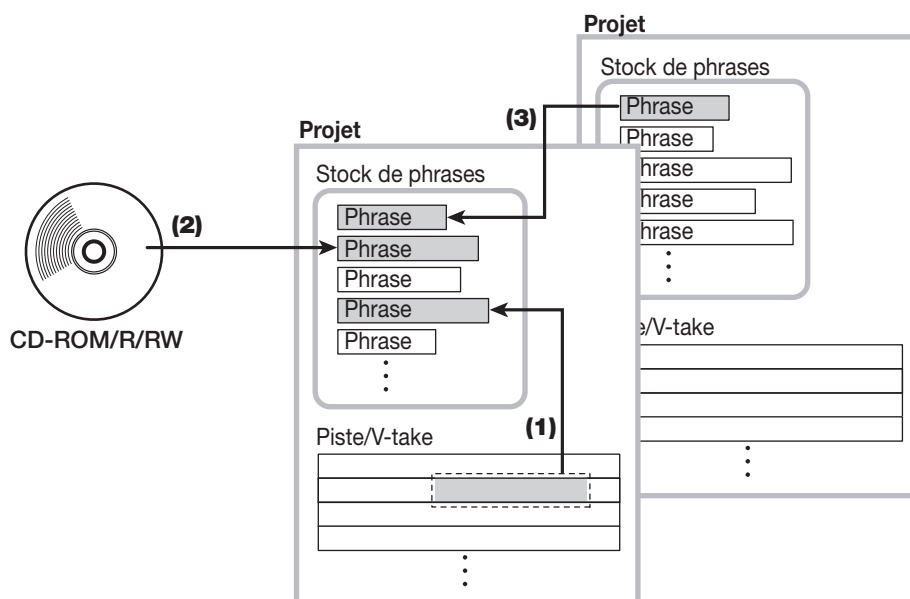 Projet
Stock de phrases
Phrase
Phrase
hrase
hrase
hrase
e/V-take
(3)
Projet
Stock de phrases
Phrase
Phrase
Phrase
Phrase
Phrase
(2)
CD-ROM/R/RW
(1)
Piste/V-take